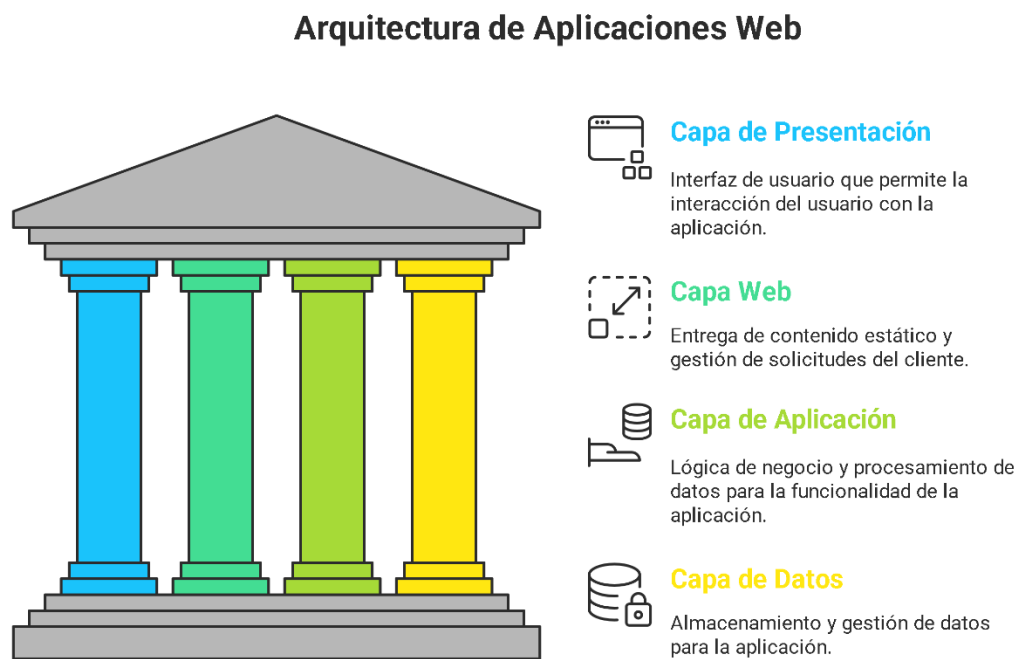 Arquitectura de Aplicaciones Web
Capa de Presentación
Interfaz de usuario que permite la
interacción del usuario con la
aplicación.
Capa Web
Entrega de contenido estático y
gestión de solicitudes del cliente.
Capa de Aplicación
Lógica de negocio y procesamiento de
datos para la funcionalidad de la
aplicación.
Capa de Datos
Almacenamiento y gestión de datos
para la aplicación.